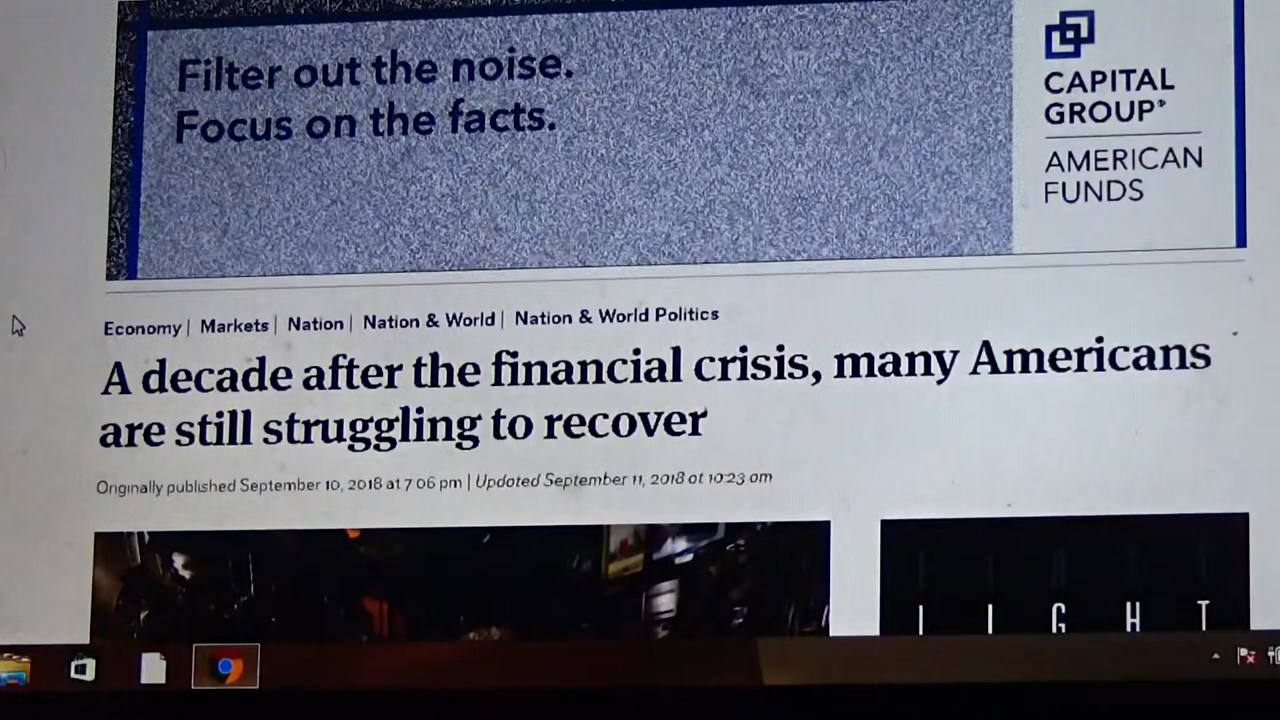 Filter out the noise.
Focus on the facts.
CAPITAL
GROUP®
AMERICAN
FUNDS
Economy | Markets | Nation | Nation & World | Nation & World Politics
A decade after the financial crisis, many Americans
are still struggling to recover
Originally published September 10, 2018 at 7:06 pm | Updated September 11, 2018 at 10:23 am
LIGHT